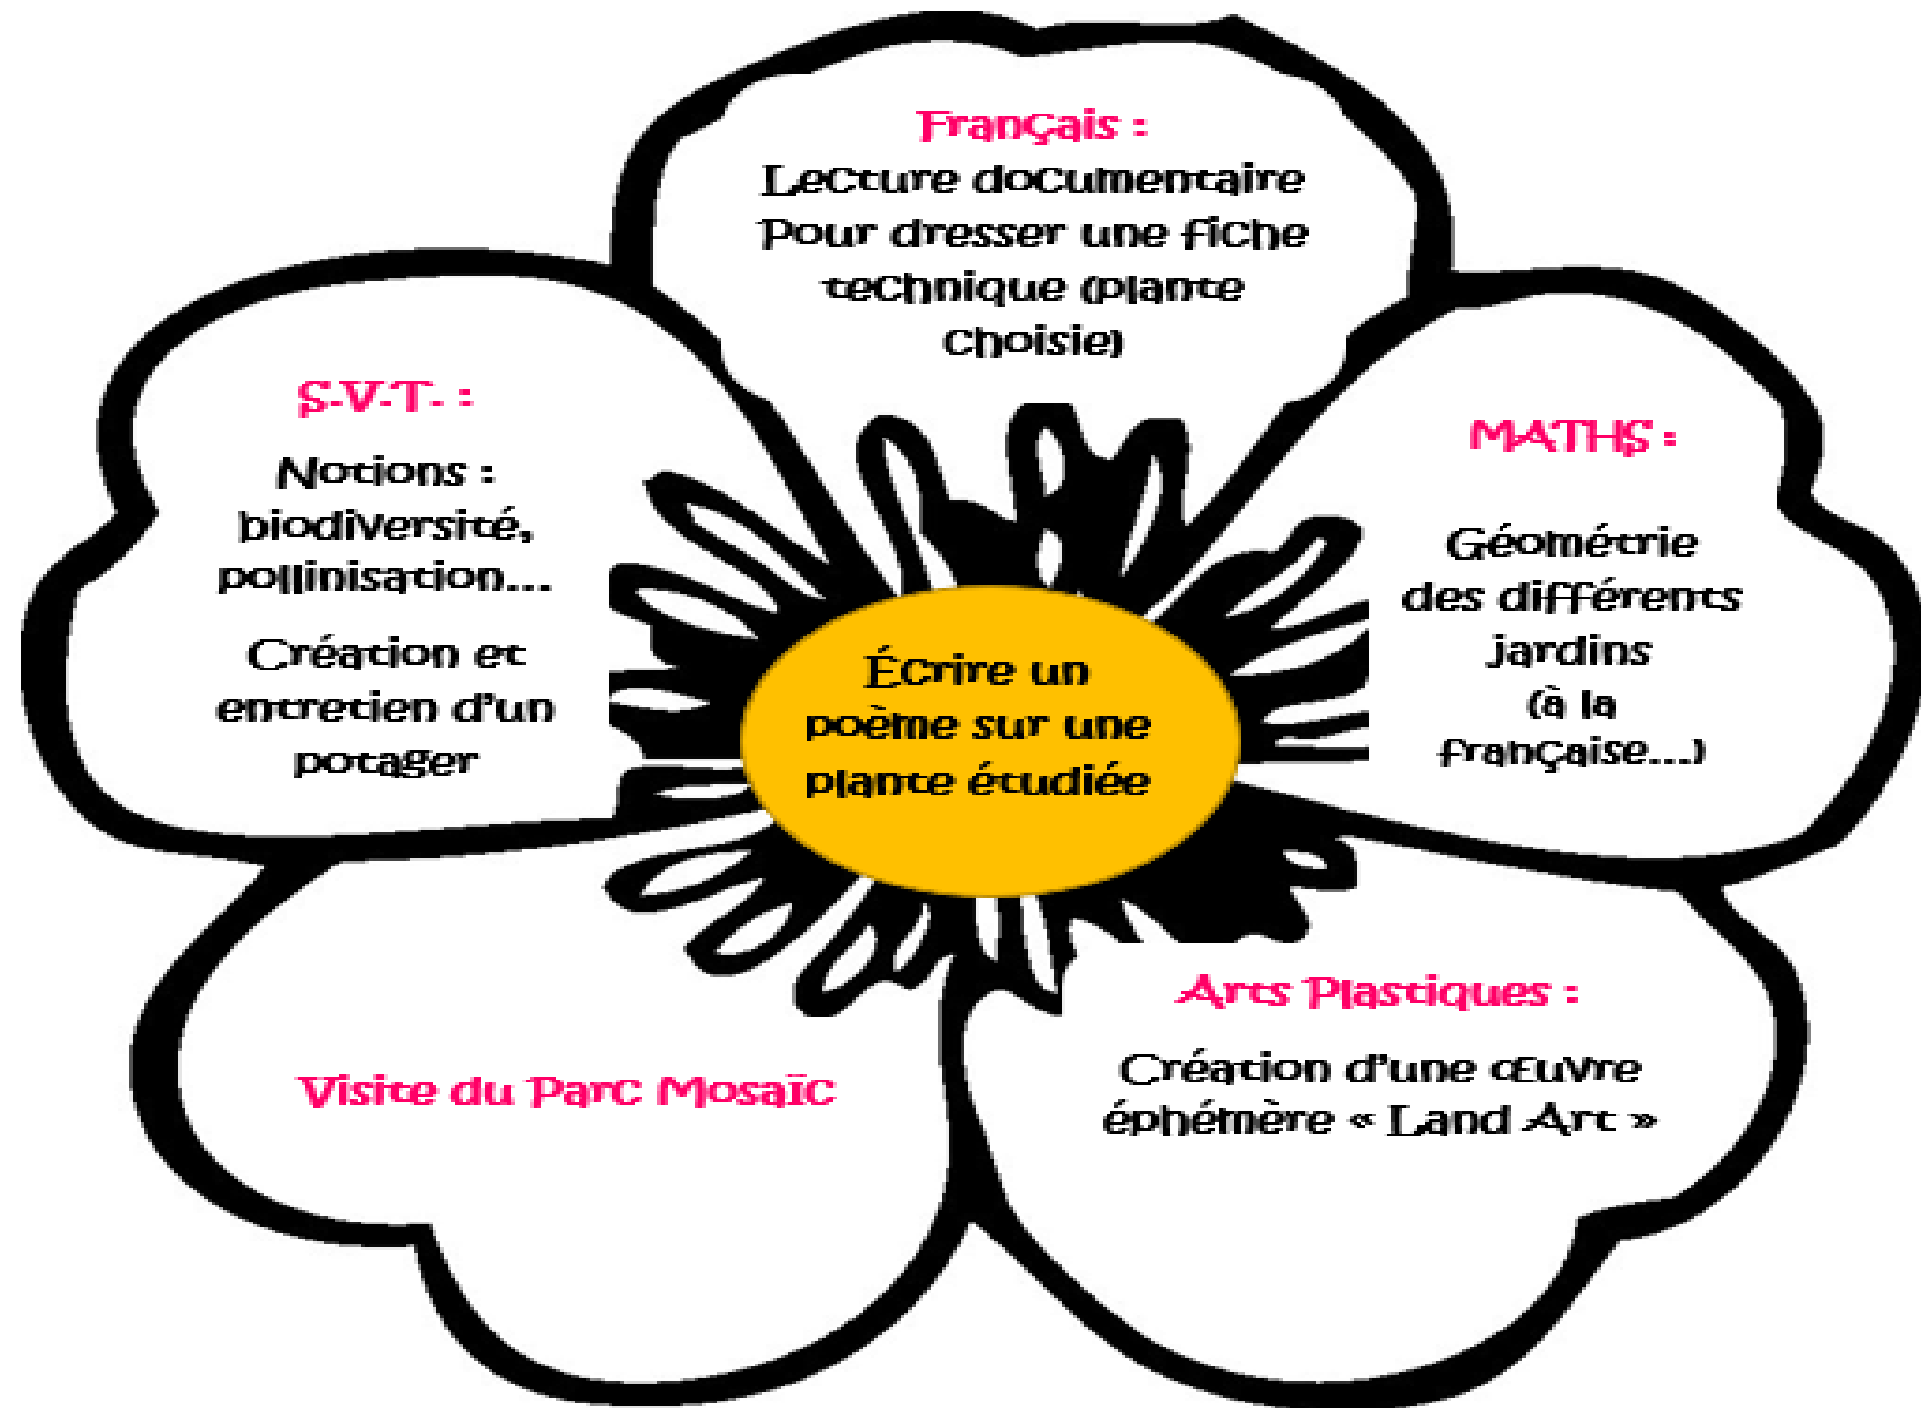 Français :
Lecture documentaire
Pour dresser une fiche
technique (plante
choisie)
S.V.T. :
Notions :
biodiversité,
pollinisation...
Création et
entretien d'un
potager
MATHS :
Géométrie
des différents
jardins
(à la
française...)
Écrire un
poème sur une
plante étudiée
Visite du Parc Mosaïc
Arts Plastiques :
Création d'une œuvre
éphémère « Land Art »